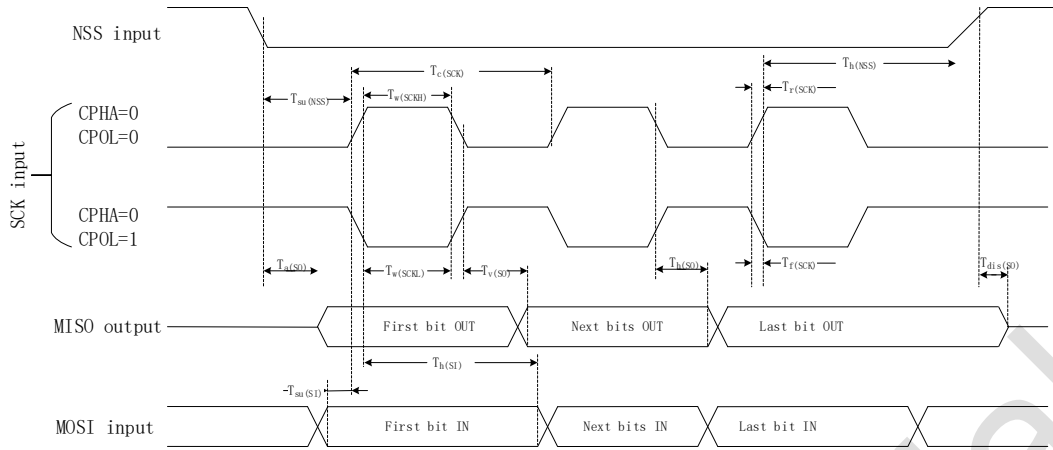 NSS input
Tc(SCK)
Th(NSS)
Tsu(NSS)
Tw(SCKH)
Tr(SCK)
CPHA=0
CPOL=0
SCK input
CPHA=0
CPOL=1
Ta(SO)
Tw(SCKL)
Tv(SO)
Th(SO)
Tf(SCK)
Tdis(SO)
MISO output
First bit OUT
Next bits OUT
Last bit OUT
Th(SI)
Tsu(SI)
MOSI input
First bit IN
Next bits IN
Last bit IN